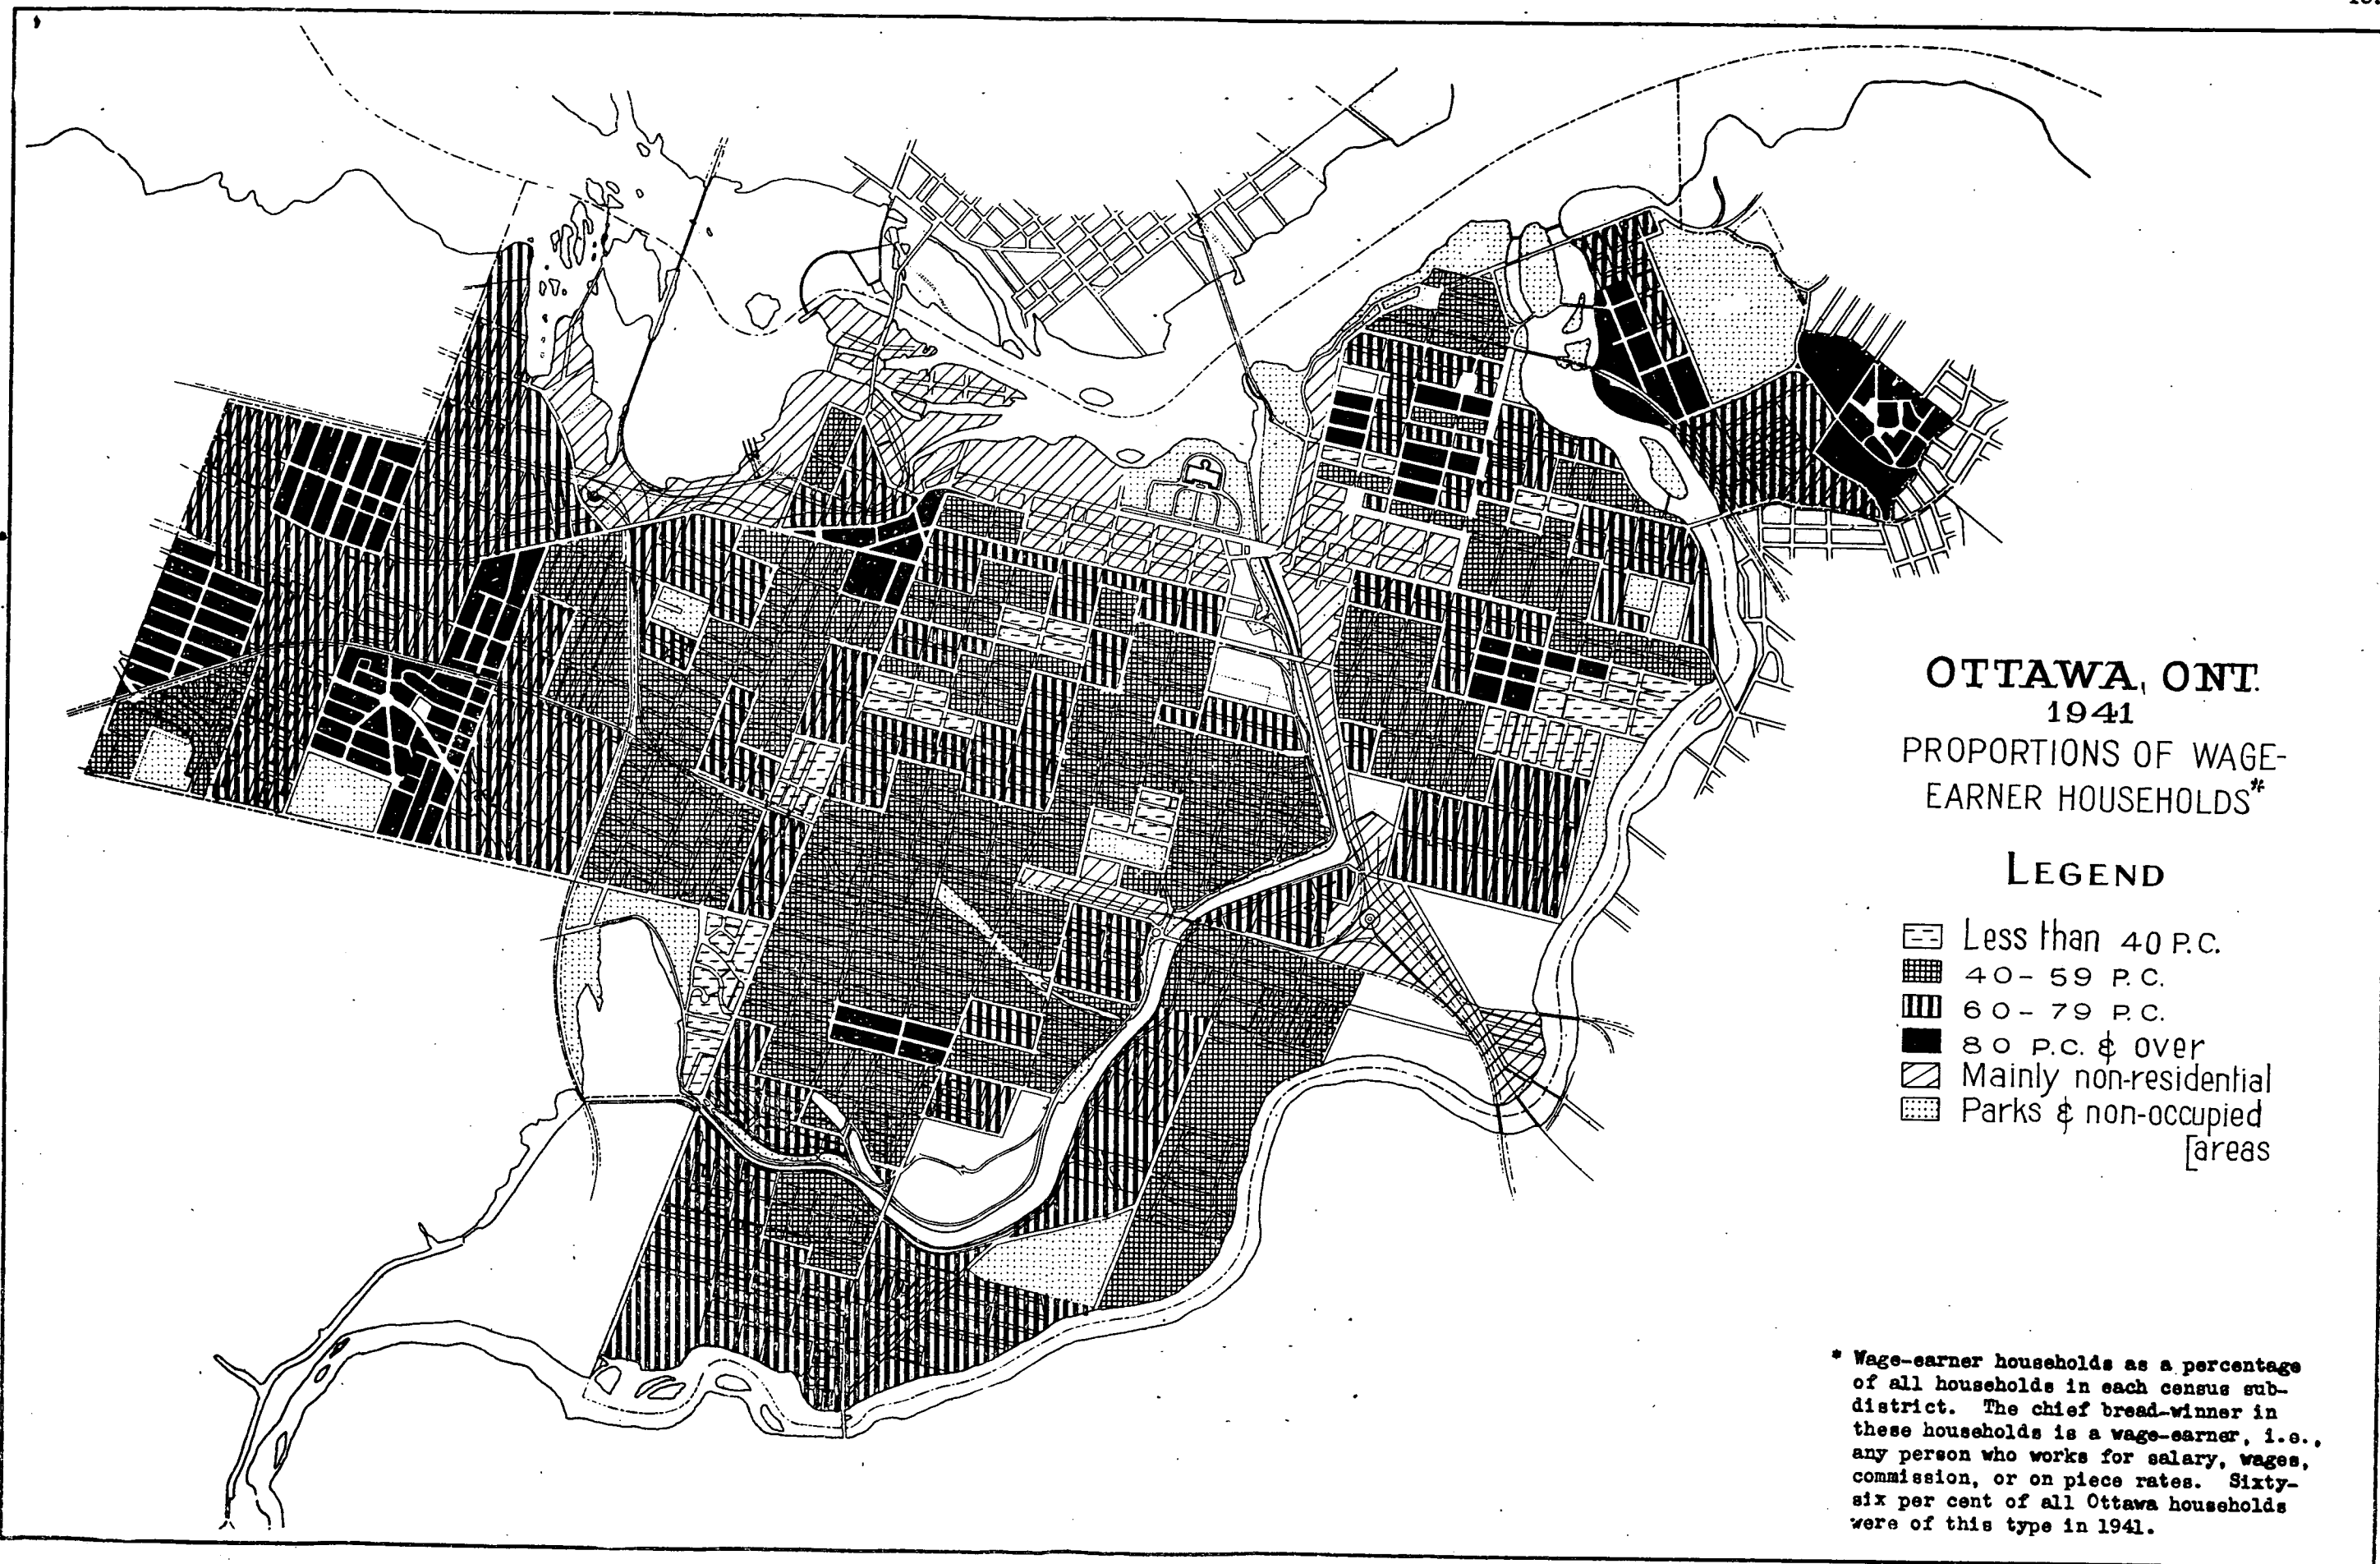 OTTAWA, ONT.
1941
PROPORTIONS OF WAGE-
EARNER HOUSEHOLDS*
LEGEND
Less than 40 P.C.
40-59 P.C.
60-79 P.C.
80 P.C. & over
Mainly non-residential
Parks & non-occupied
[areas
* Wage-earner households as a percentage
of all households in each census sub-
district. The chief bread-winner in
these households is a wage-earner, i.e.,
any person who works for salary, wages,
commission, or on piece rates. Sixty-
six per cent of all Ottawa households
were of this type in 1941.